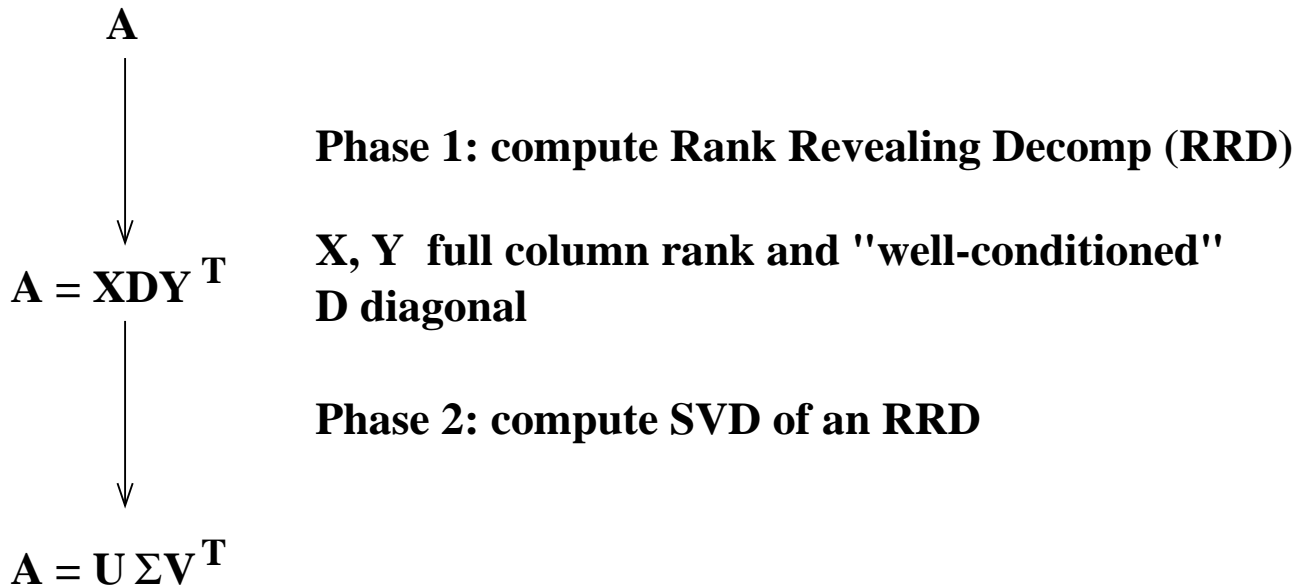 A
Phase 1: compute Rank Revealing Decomp (RRD)
X, Y full column rank and "well-conditioned"
A = XDY^T
D diagonal
Phase 2: compute SVD of an RRD
A = U Σ V^T